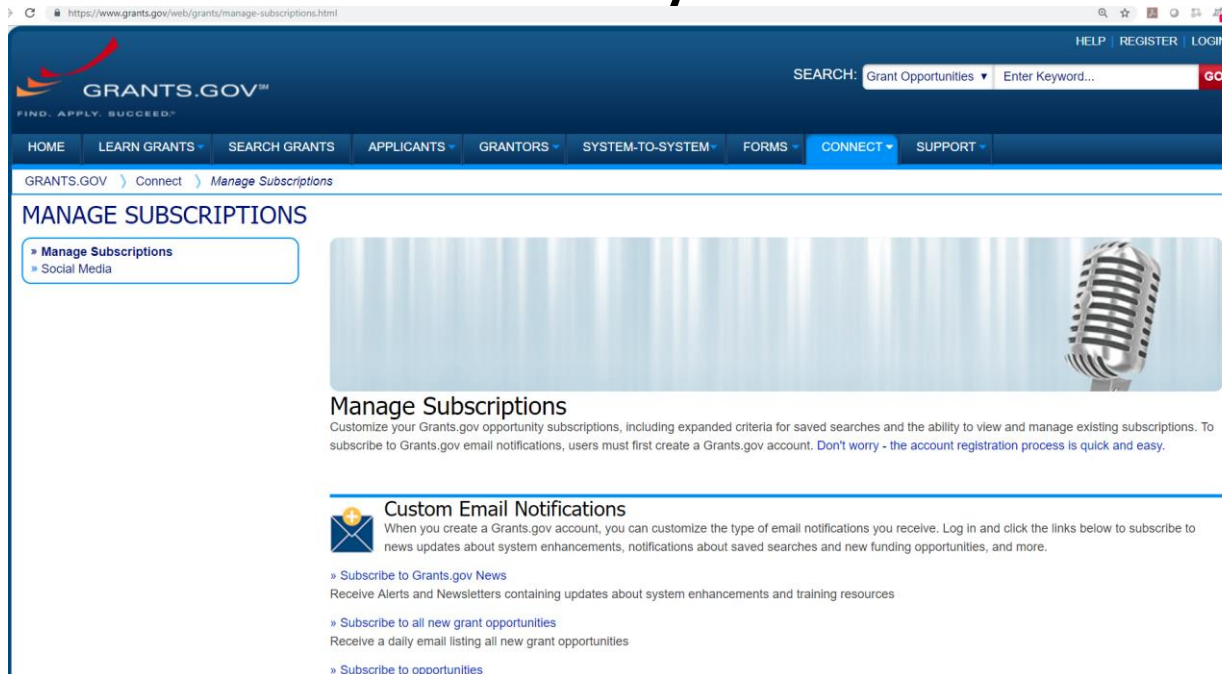 https://www.grants.gov/web/grants/manage-subscriptions.html
HELP | REGISTER | LOGIN
SEARCH: Grant Opportunities ▾ Enter Keyword... GO
GRANTS.GOV℠
FIND. APPLY. SUCCEED.℠
HOME LEARN GRANTS SEARCH GRANTS APPLICANTS GRANTORS SYSTEM-TO-SYSTEM FORMS CONNECT SUPPORT
GRANTS.GOV 〉 Connect 〉 Manage Subscriptions
MANAGE SUBSCRIPTIONS
» Manage Subscriptions
» Social Media
Manage Subscriptions
Customize your Grants.gov opportunity subscriptions, including expanded criteria for saved searches and the ability to view and manage existing subscriptions. To
subscribe to Grants.gov email notifications, users must first create a Grants.gov account. Don't worry - the account registration process is quick and easy.
Custom Email Notifications
When you create a Grants.gov account, you can customize the type of email notifications you receive. Log in and click the links below to subscribe to
news updates about system enhancements, notifications about saved searches and new funding opportunities, and more.
» Subscribe to Grants.gov News
Receive Alerts and Newsletters containing updates about system enhancements and training resources
» Subscribe to all new grant opportunities
Receive a daily email listing all new grant opportunities
» Subscribe to opportunities